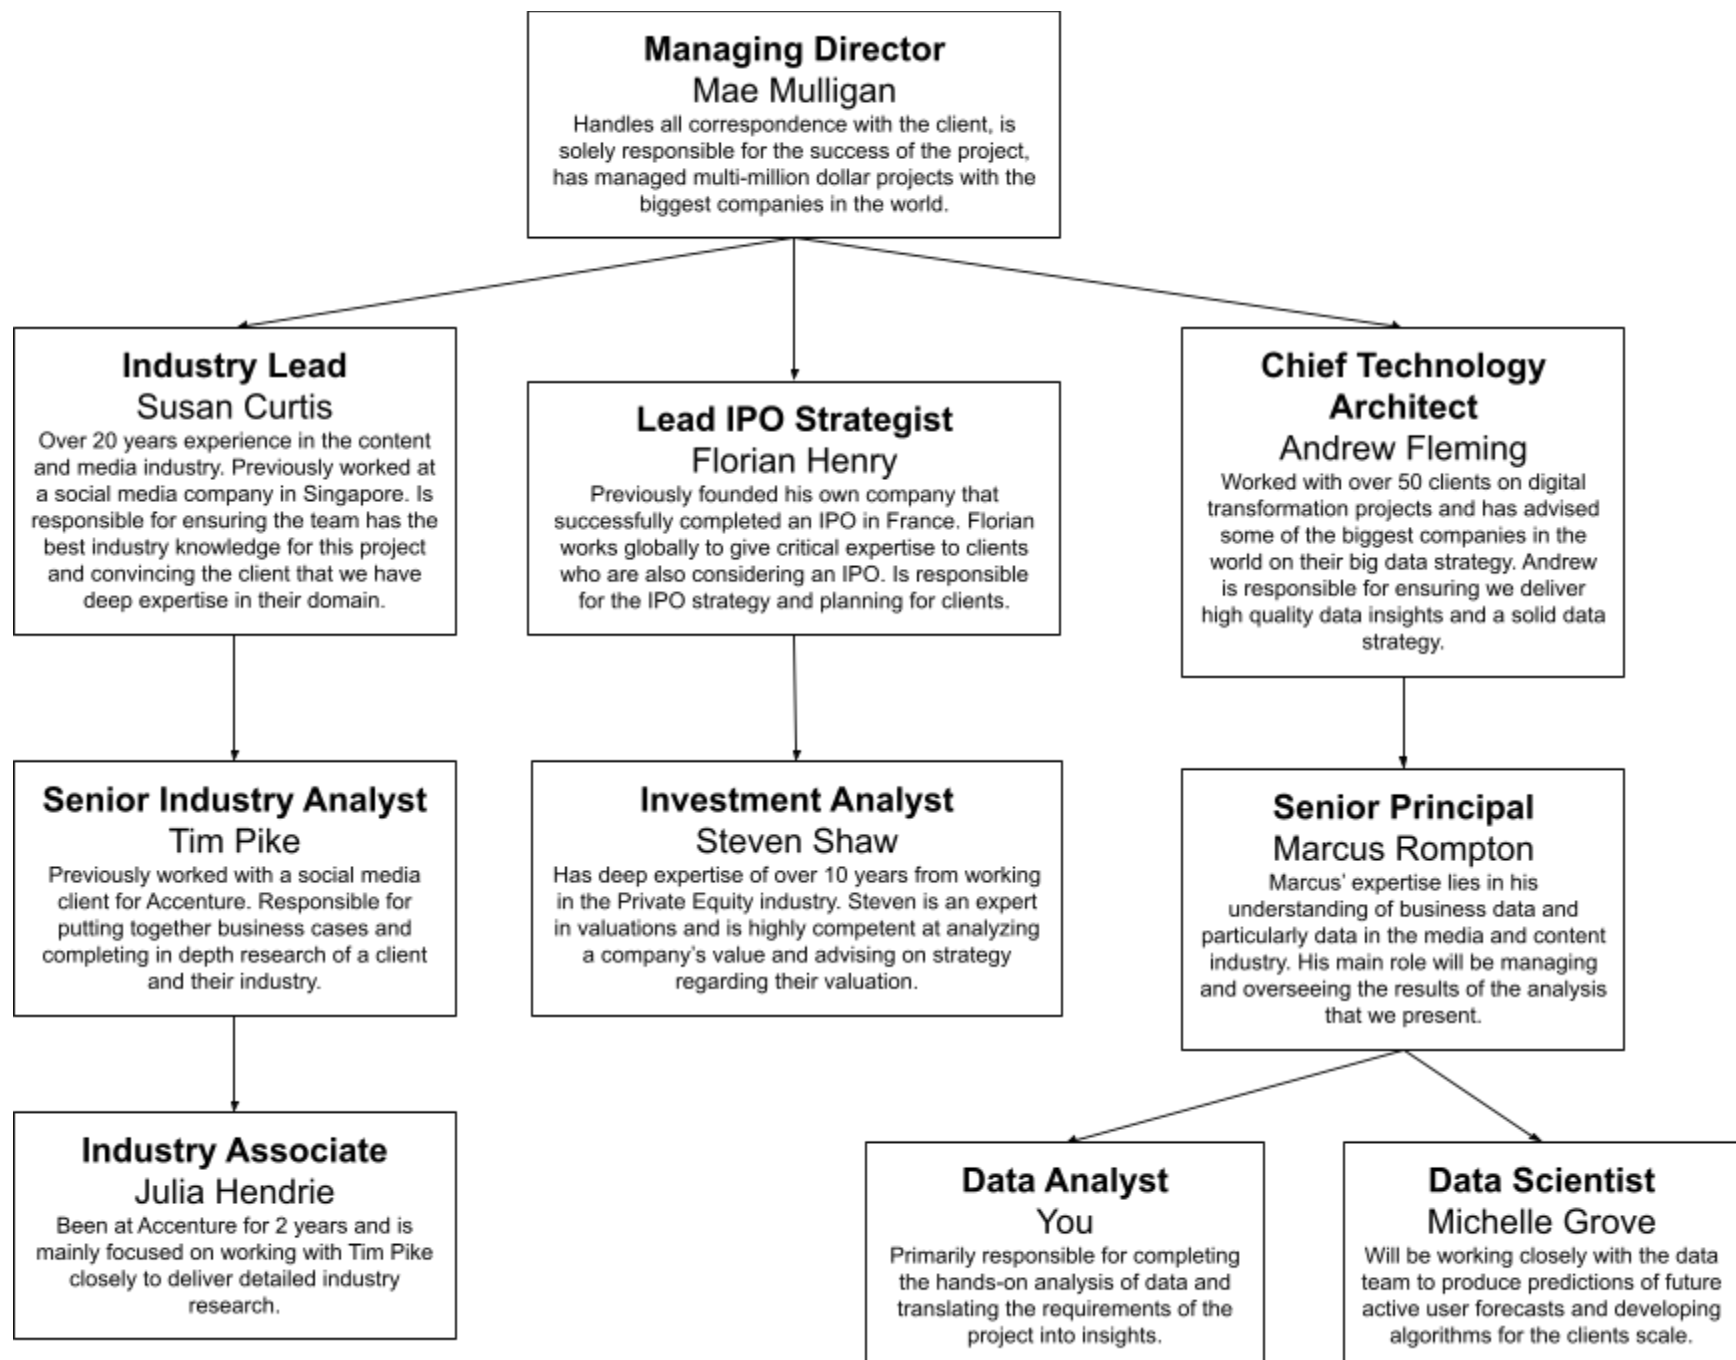 Managing Director
Mae Mulligan
Handles all correspondence with the client, is
solely responsible for the success of the project,
has managed multi-million dollar projects with the
biggest companies in the world.
Industry Lead
Susan Curtis
Over 20 years experience in the content
and media industry. Previously worked at
a social media company in Singapore. Is
responsible for ensuring the team has the
best industry knowledge for this project
and convincing the client that we have
deep expertise in their domain.
Lead IPO Strategist
Florian Henry
Previously founded his own company that
successfully completed an IPO in France. Florian
works globally to give critical expertise to clients
who are also considering an IPO. Is responsible
for the IPO strategy and planning for clients.
Chief Technology
Architect
Andrew Fleming
Worked with over 50 clients on digital
transformation projects and has advised
some of the biggest companies in the
world on their big data strategy. Andrew
is responsible for ensuring we deliver
high quality data insights and a solid data
strategy.
Senior Industry Analyst
Tim Pike
Previously worked with a social media
client for Accenture. Responsible for
putting together business cases and
completing in depth research of a client
and their industry.
Investment Analyst
Steven Shaw
Has deep expertise of over 10 years from working
in the Private Equity industry. Steven is an expert
in valuations and is highly competent at analyzing
a company's value and advising on strategy
regarding their valuation.
Senior Principal
Marcus Rompton
Marcus' expertise lies in his
understanding of business data and
particularly data in the media and content
industry. His main role will be managing
and overseeing the results of the analysis
that we present.
Industry Associate
Julia Hendrie
Been at Accenture for 2 years and is
mainly focused on working with Tim Pike
closely to deliver detailed industry
research.
Data Analyst
You
Primarily responsible for completing
the hands-on analysis of data and
translating the requirements of the
project into insights.
Data Scientist
Michelle Grove
Will be working closely with the data
team to produce predictions of future
active user forecasts and developing
algorithms for the clients scale.